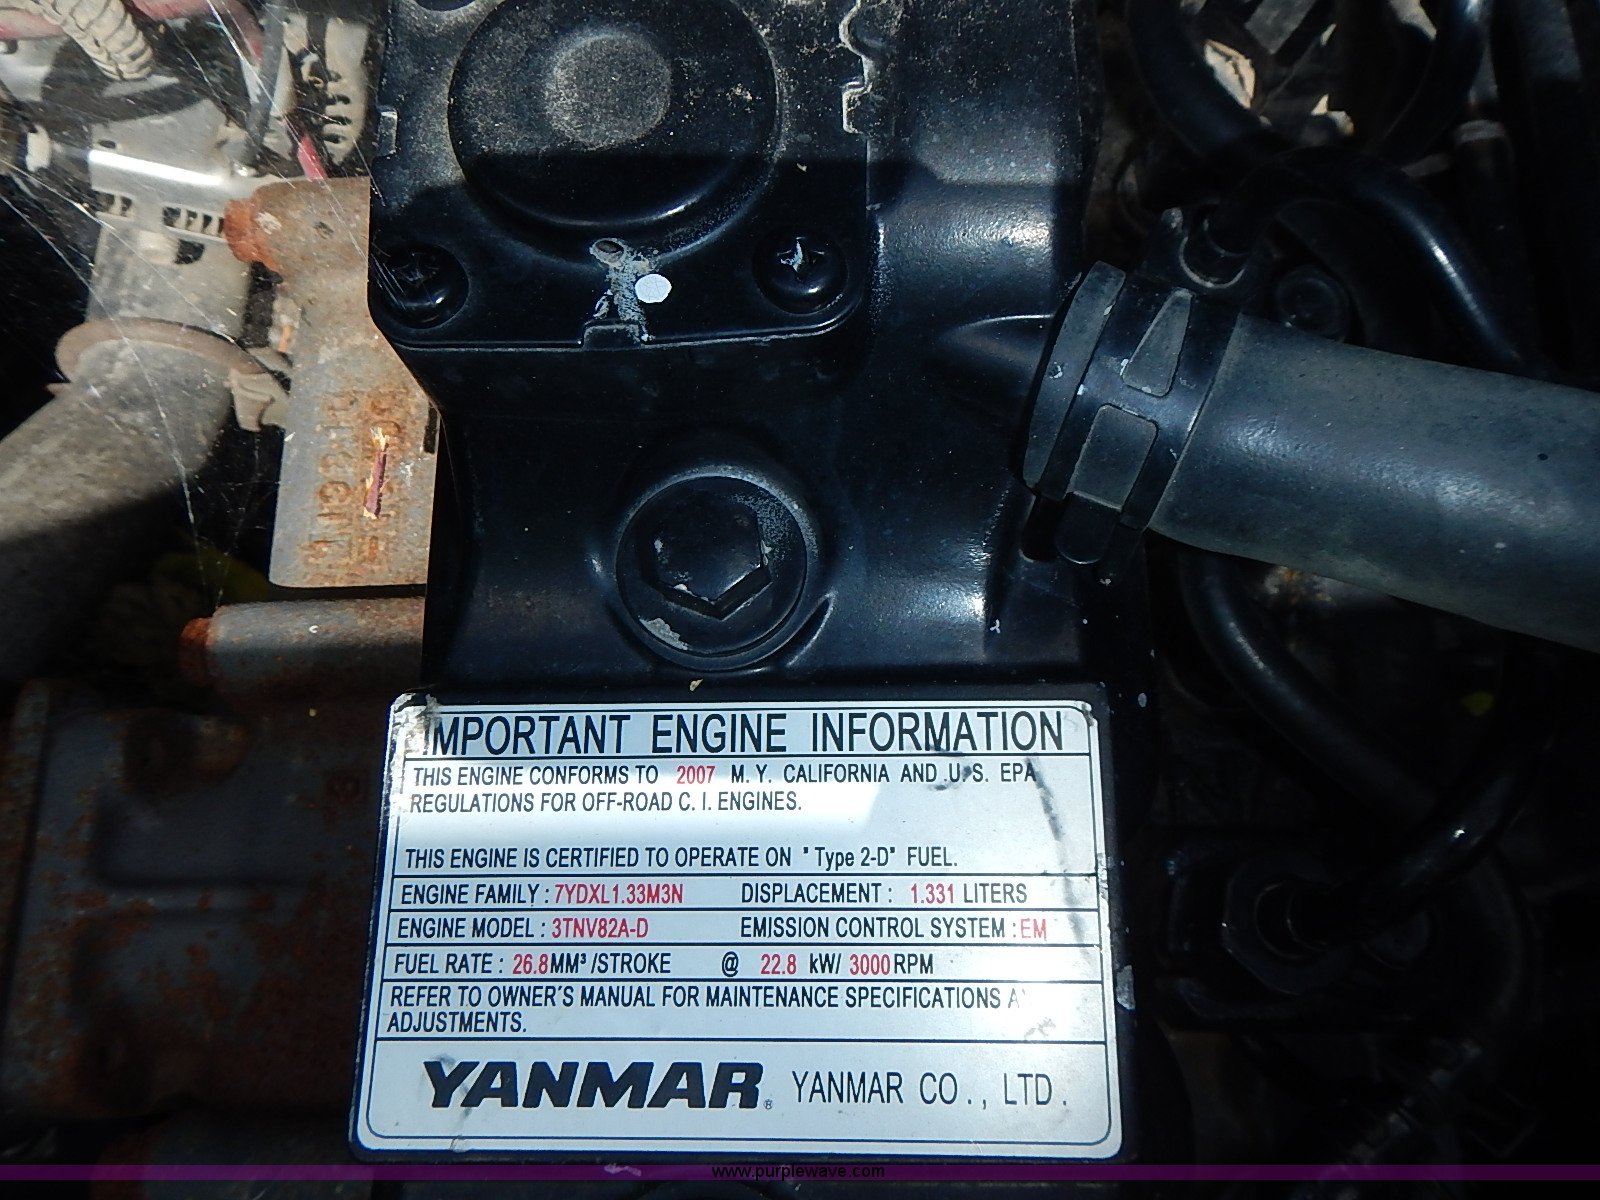 IMPORTANT ENGINE INFORMATION
THIS ENGINE CONFORMS TO 2007 M. Y. CALIFORNIA AND U.S. EPA
REGULATIONS FOR OFF-ROAD C. I. ENGINES.
THIS ENGINE IS CERTIFIED TO OPERATE ON "Type 2-D" FUEL.
ENGINE FAMILY : 7YDXL1.33M3N DISPLACEMENT : 1.331 LITERS
ENGINE MODEL : 3TNV82A-D EMISSION CONTROL SYSTEM : EM
FUEL RATE : 26.8MM³/STROKE @ 22.8 kW/ 3000RPM
REFER TO OWNER'S MANUAL FOR MAINTENANCE SPECIFICATIONS
ADJUSTMENTS.
YANMAR® YANMAR CO., LTD.
www.purplewave.com